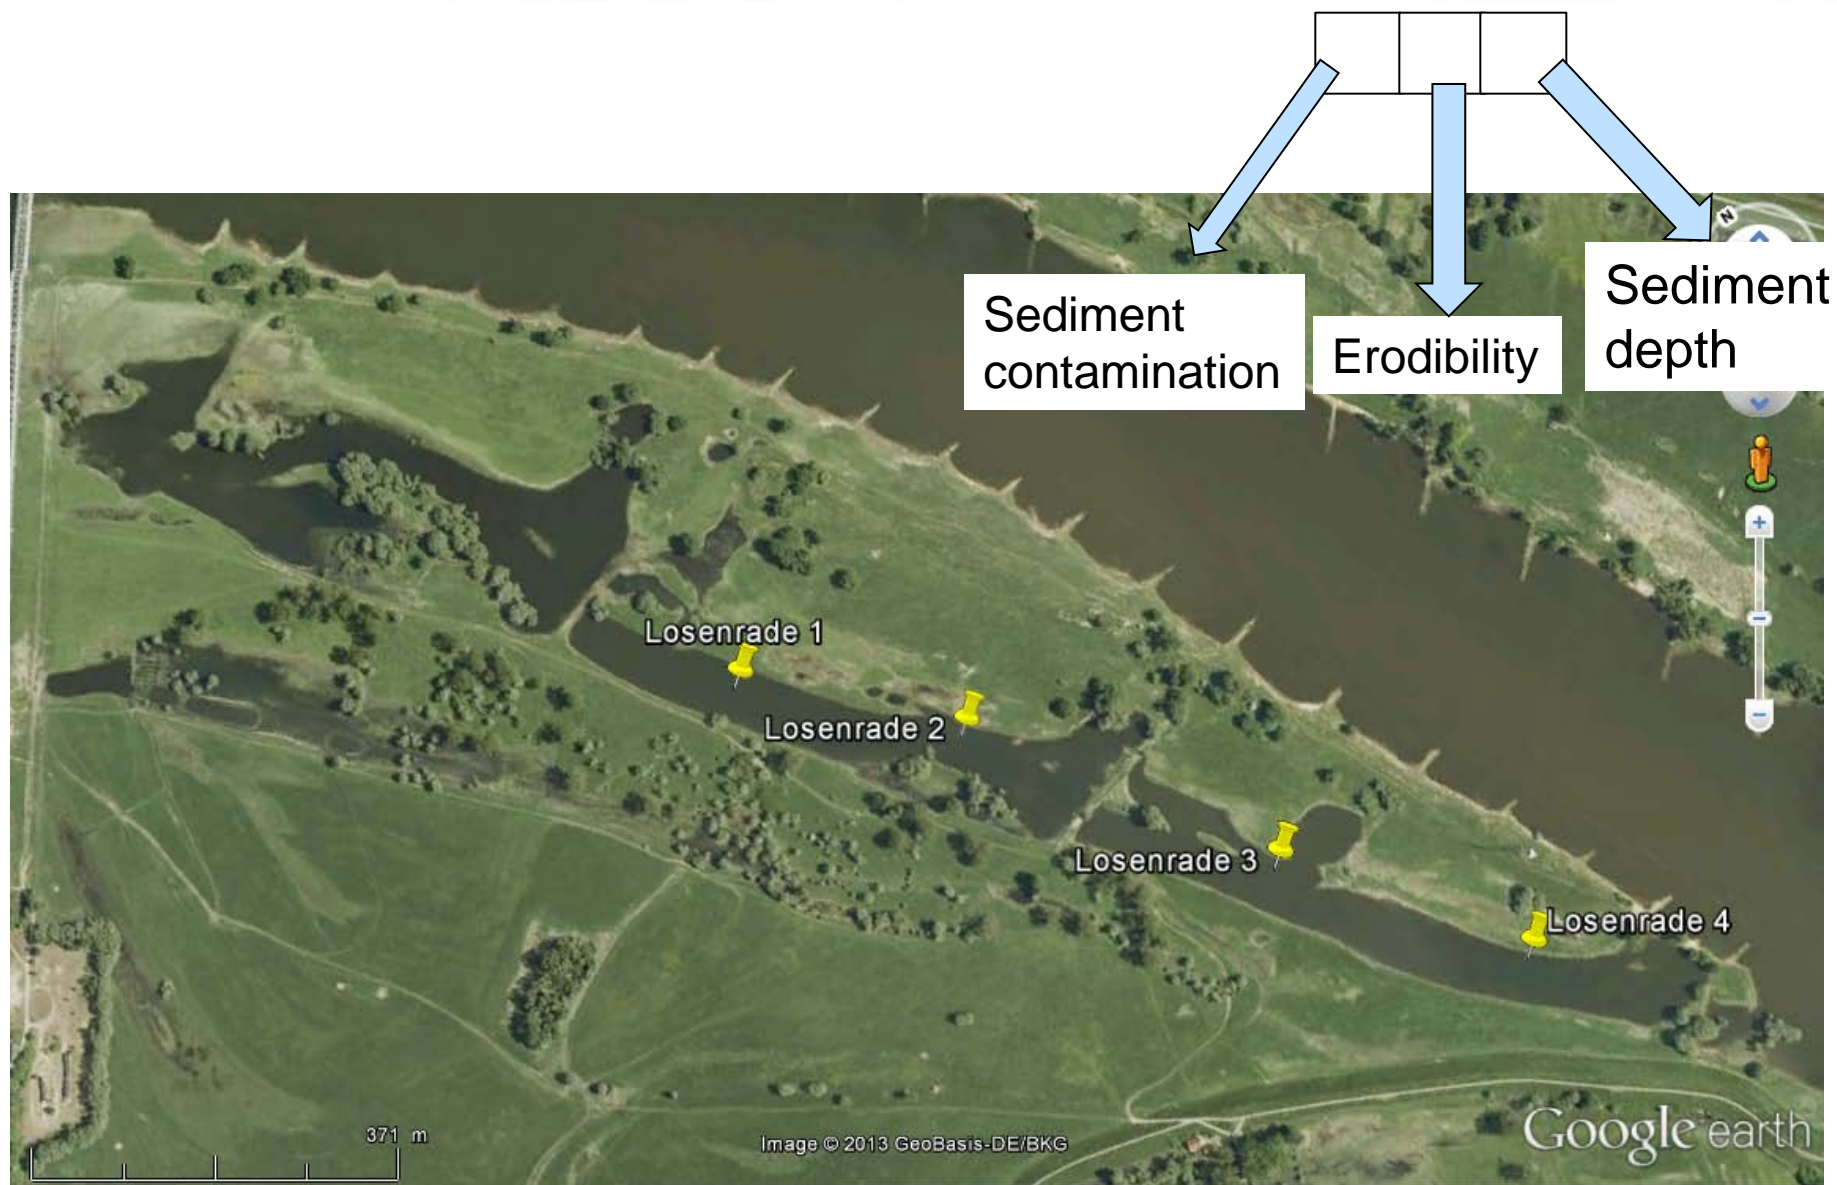 Sediment
contamination
Erodibility
Sediment
depth
N
Losenrade 1
Losenrade 2
Losenrade 3
Losenrade 4
371 m
Image © 2013 GeoBasis-DE/BKG
Google earth